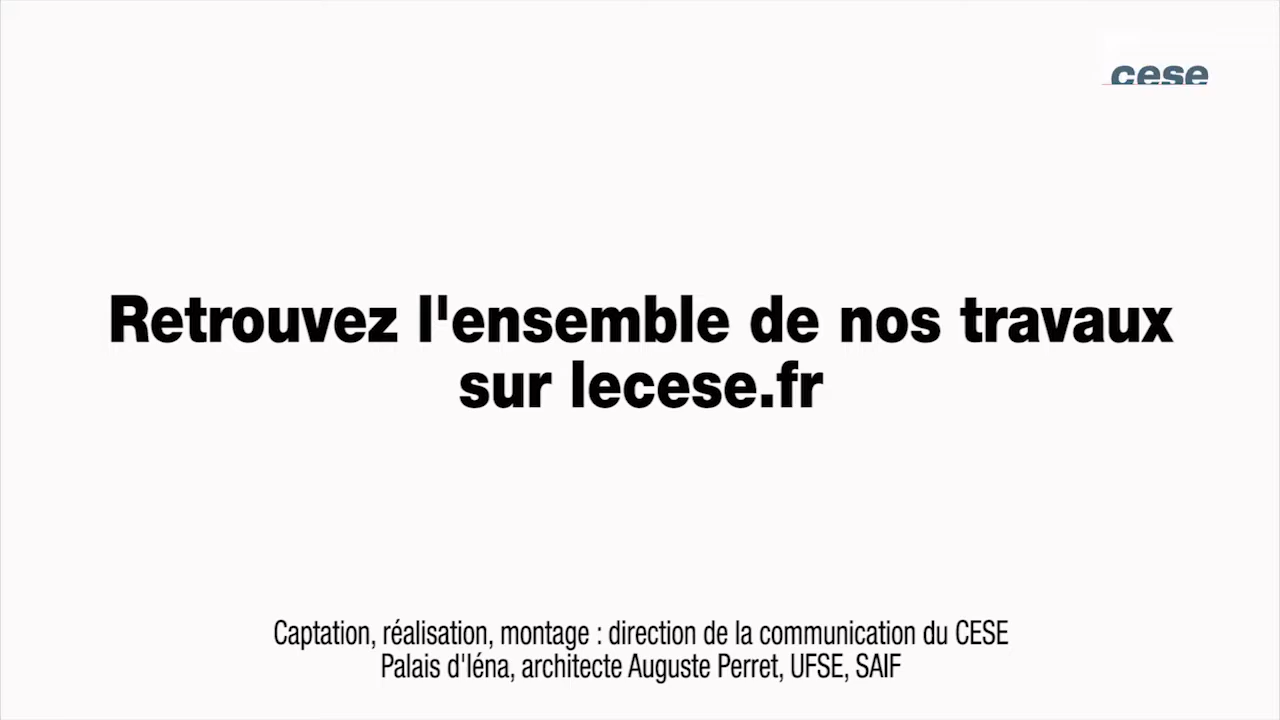 cese
Retrouvez l'ensemble de nos travaux
sur lecese.fr
Captation, réalisation, montage : direction de la communication du CESE
Palais d'Iéna, architecte Auguste Perret, UFSE, SAIF